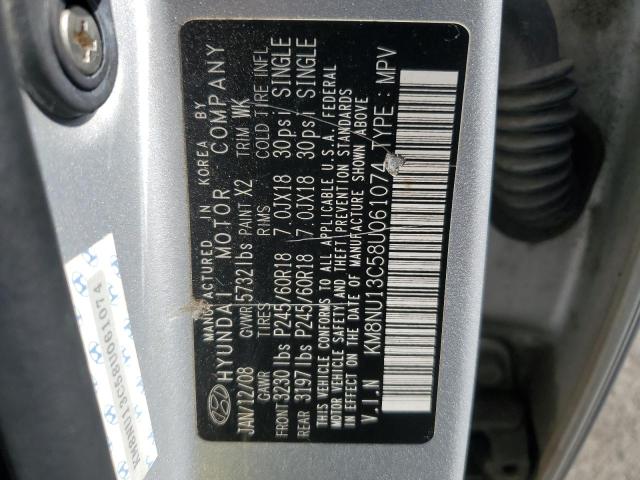 MANUFACTURED IN KOREA BY
HYUNDAI MOTOR COMPANY
JAN/12/08 GVWR 5732 lbs PAINT X2 TRIM WK
GAWR TIRES RIMS COLD TIRE INFL
FRONT 3230 lbs P245/60R18 7.0JX18 30psi SINGLE
REAR 3197 lbs P245/60R18 7.0JX18 30psi SINGLE
THIS VEHICLE CONFORMS TO ALL APPLICABLE U.S.A. FEDERAL
MOTOR VEHICLE SAFETY AND THEFT PREVENTION STANDARDS
IN EFFECT ON THE DATE OF MANUFACTURE SHOWN ABOVE
V.I.N KM8NU13C58U061074 TYPE : MPV
KM8NU13C58U061074